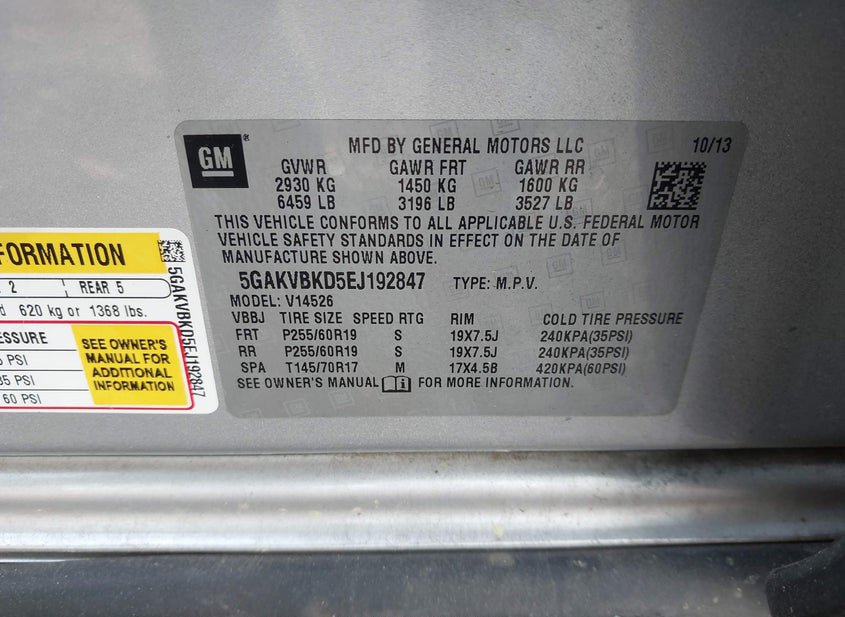 GM®
MFD BY GENERAL MOTORS LLC 10/13
GVWR GAWR FRT GAWR RR
2930 KG 1450 KG 1600 KG
6459 LB 3196 LB 3527 LB
THIS VEHICLE CONFORMS TO ALL APPLICABLE U.S. FEDERAL MOTOR
VEHICLE SAFETY STANDARDS IN EFFECT ON THE DATE OF
MANUFACTURE SHOWN ABOVE.
5GAKVBKD5EJ192847 TYPE: M.P.V.
MODEL: V14526
VBBJ TIRE SIZE SPEED RTG RIM COLD TIRE PRESSURE
FRT P255/60R19 S 19X7.5J 240KPA(35PSI)
RR P255/60R19 S 19X7.5J 240KPA(35PSI)
SPA T145/70R17 M 17X4.5B 420KPA(60PSI)
SEE OWNER'S MANUAL FOR MORE INFORMATION.
FORMATION
2 REAR 5
620 kg or 1368 lbs.
ESSURE
PSI
35 PSI
60 PSI
SEE OWNER'S
MANUAL FOR
ADDITIONAL
INFORMATION
5GAKVBKD5EJ192847